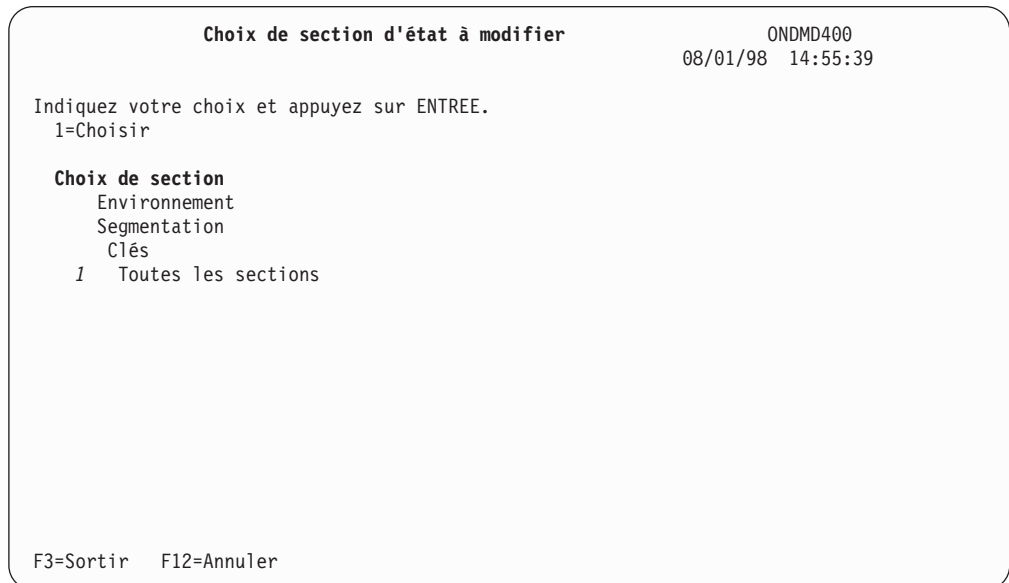 Choix de section d'état à modifier ONDMD400
08/01/98 14:55:39
Indiquez votre choix et appuyez sur ENTREE.
1=Choisir
Choix de section
Environnement
Segmentation
Clés
1 Toutes les sections
F3=Sortir F12=Annuler